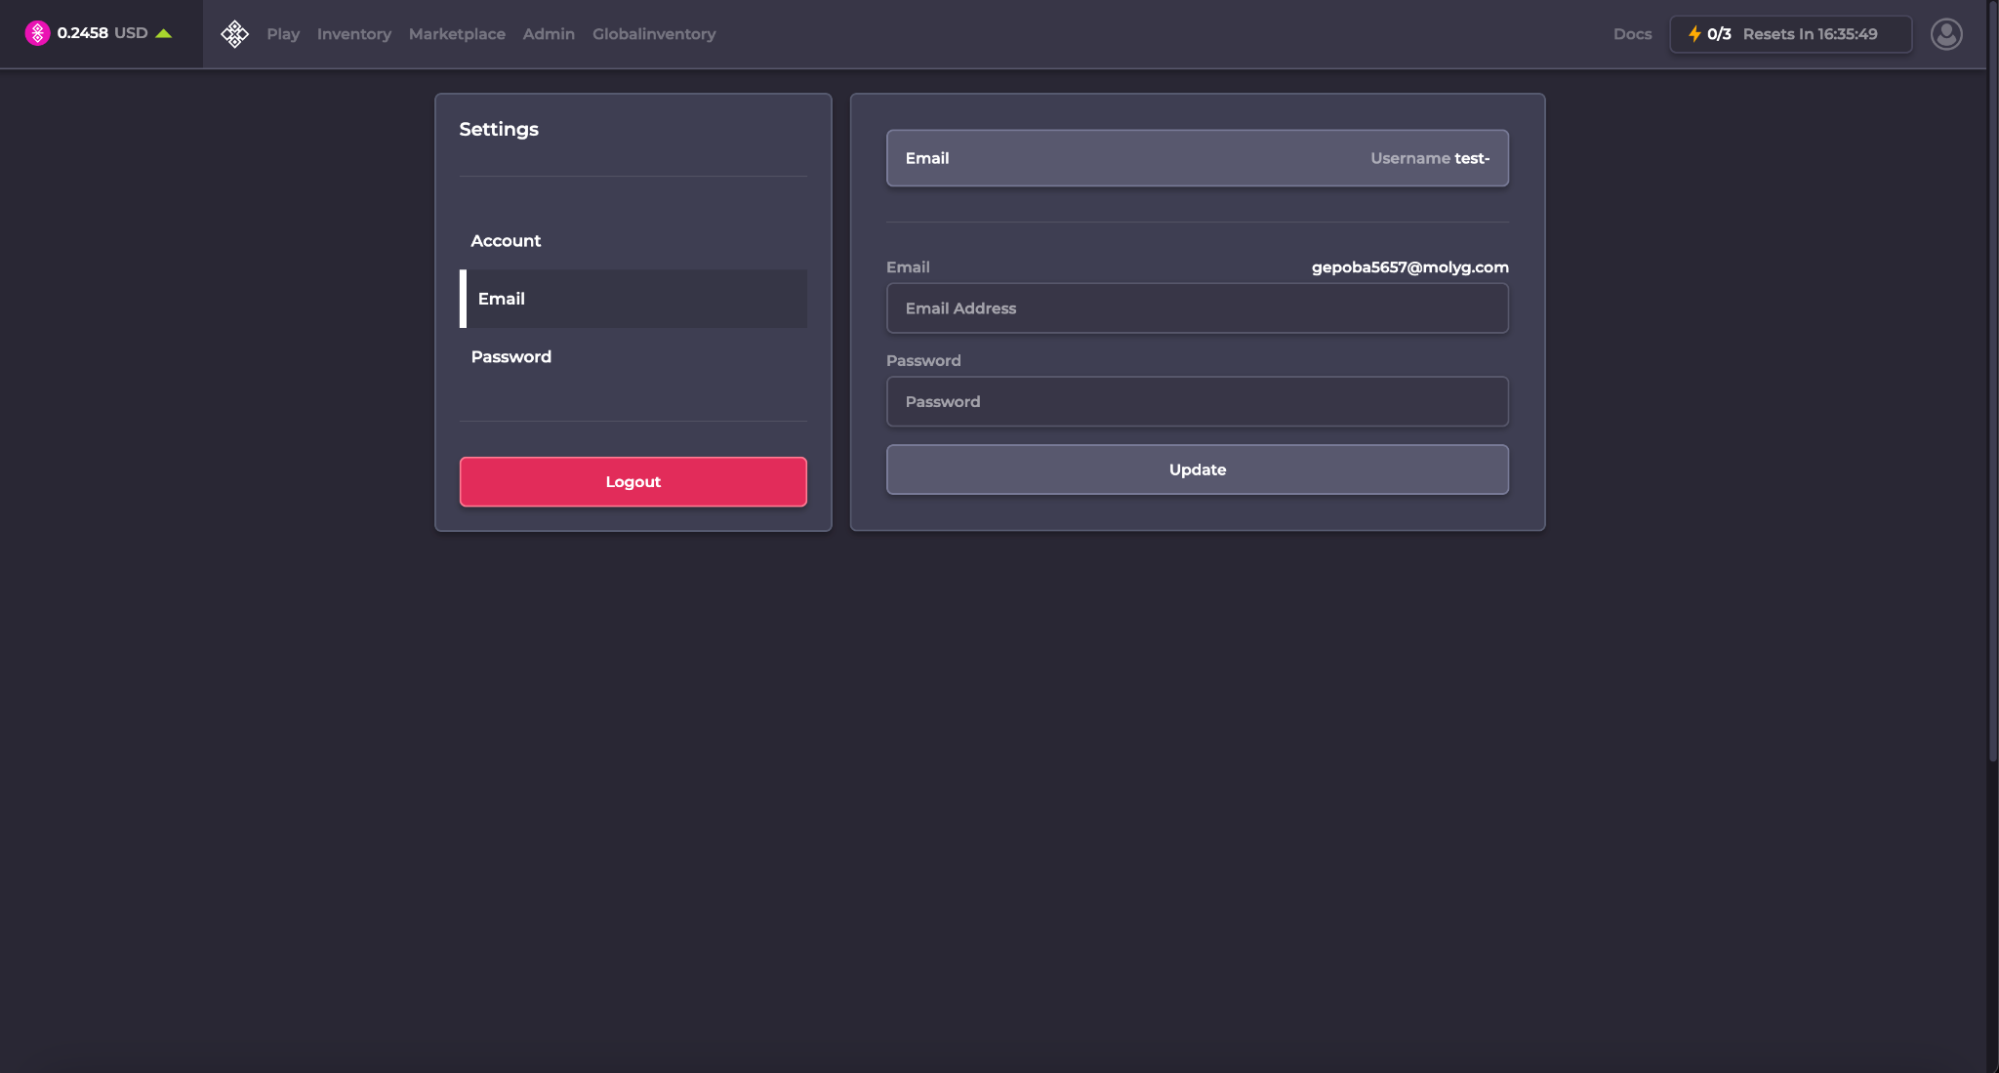 0.2458 USD
Play Inventory Marketplace Admin Globalinventory
Docs
0/3 Resets In 16:35:49
Settings
Account
Email
Password
Logout
Email
Username test-
Email
gepoba5657@molyg.com
Email Address
Password
Password
Update